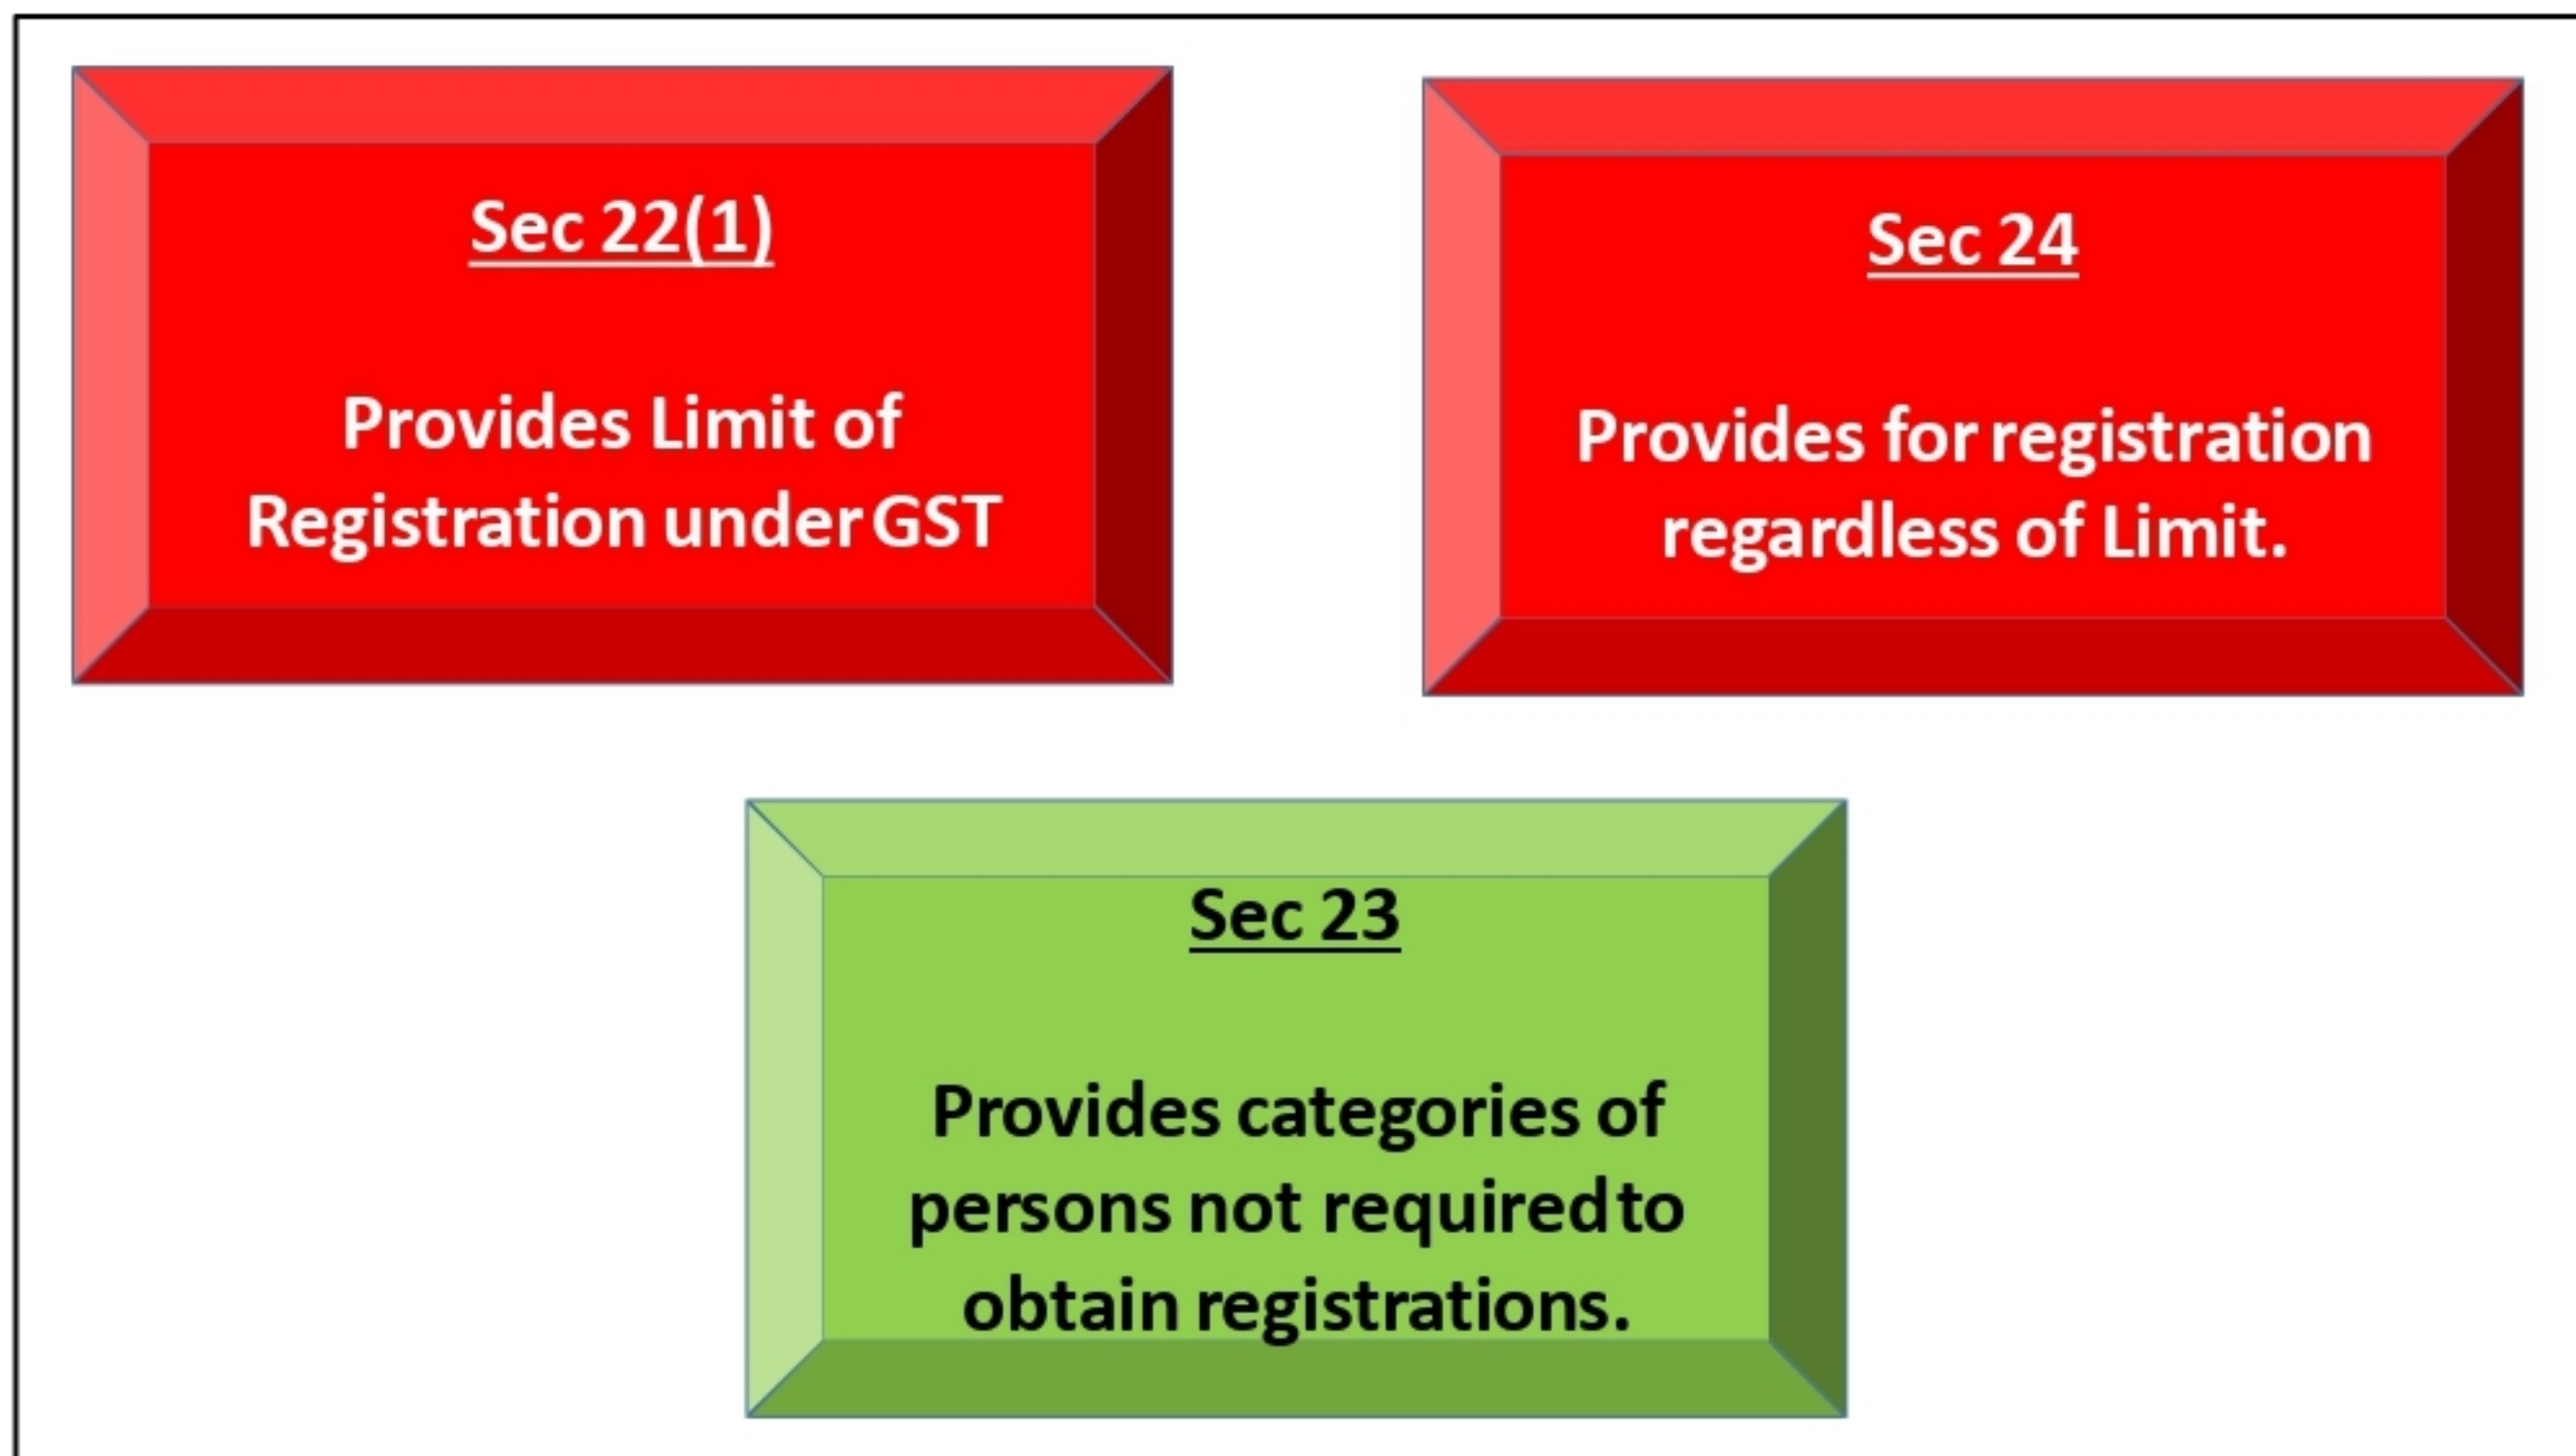 Sec 22(1)
Provides Limit of
Registration under GST
Sec 24
Provides for registration
regardless of Limit.
Sec 23
Provides categories of
persons not required to
obtain registrations.